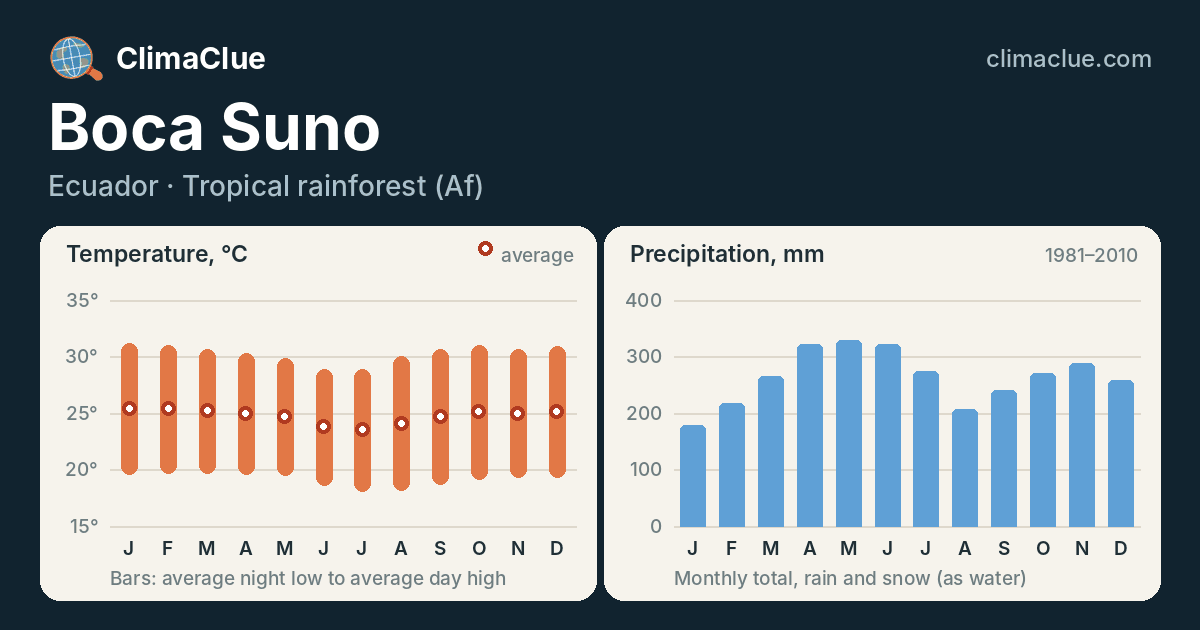 ClimaClue
climaclue.com
Boca Suno
Ecuador · Tropical rainforest (Af)
Temperature, °C
average
35°
30°
25°
20°
15°
J F M A M J J A S O N D
Bars: average night low to average day high
Precipitation, mm
1981–2010
400
300
200
100
0
J F M A M J J A S O N D
Monthly total, rain and snow (as water)